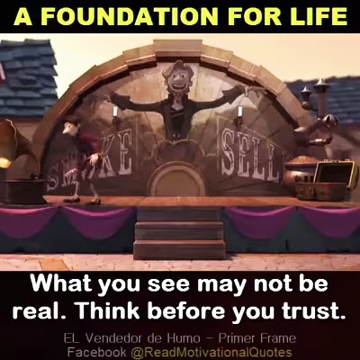 A FOUNDATION FOR LIFE
SMOKE SELLER
What you see may not be
real. Think before you trust.
EL Vendedor de Humo - Primer Frame
Facebook @ReadMotivationalQuotes